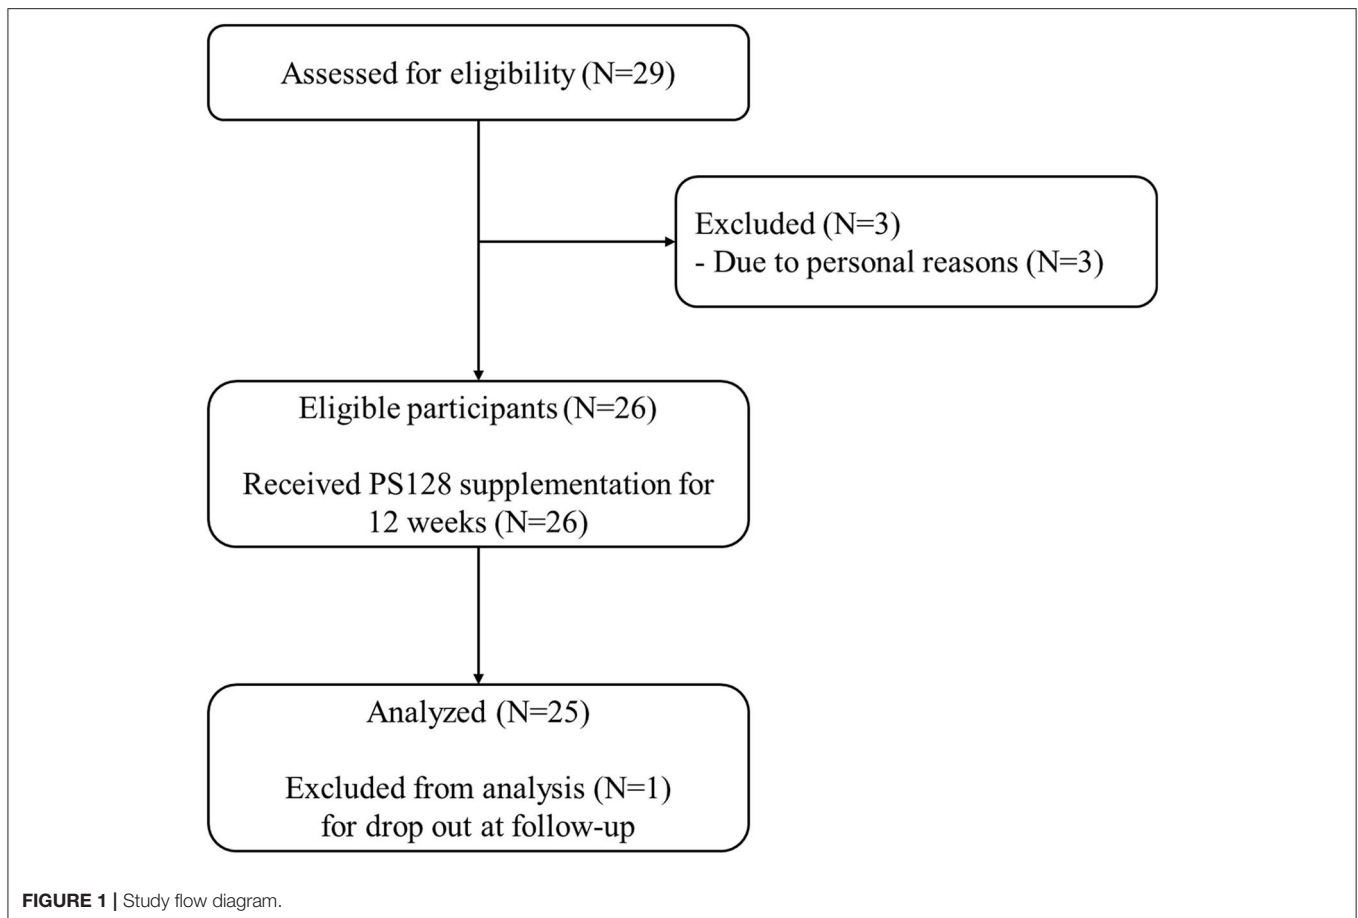 Assessed for eligibility (N=29)
Excluded (N=3)
- Due to personal reasons (N=3)
Eligible participants (N=26)
Received PS128 supplementation for
12 weeks (N=26)
Analyzed (N=25)
Excluded from analysis (N=1)
for drop out at follow-up
FIGURE 1 | Study flow diagram.